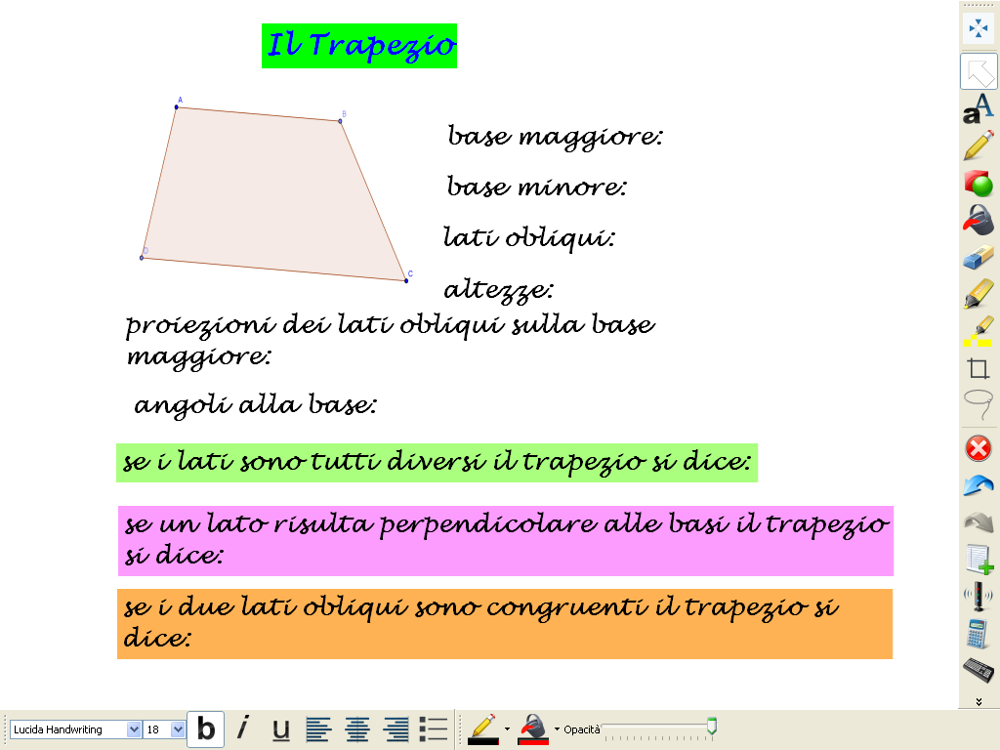 Il Trapezio
A
B
base maggiore:
base minore:
lati obliqui:
D
C
altezze:
proiezioni dei lati obliqui sulla base
maggiore:
angoli alla base:
se i lati sono tutti diversi il trapezio si dice:
se un lato risulta perpendicolare alle basi il trapezio
si dice:
se i due lati obliqui sono congruenti il trapezio si
dice:
Lucida Handwriting 18 b i u Opacità